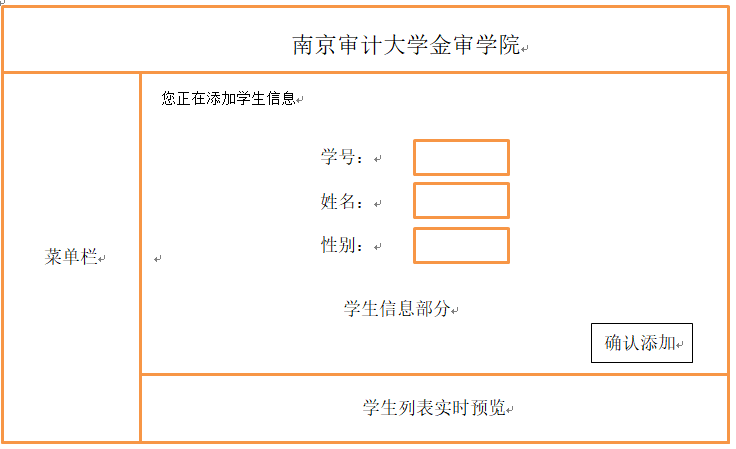 南京审计大学金审学院
您正在添加学生信息
学号：
姓名：
性别：
菜单栏
学生信息部分
确认添加
学生列表实时预览